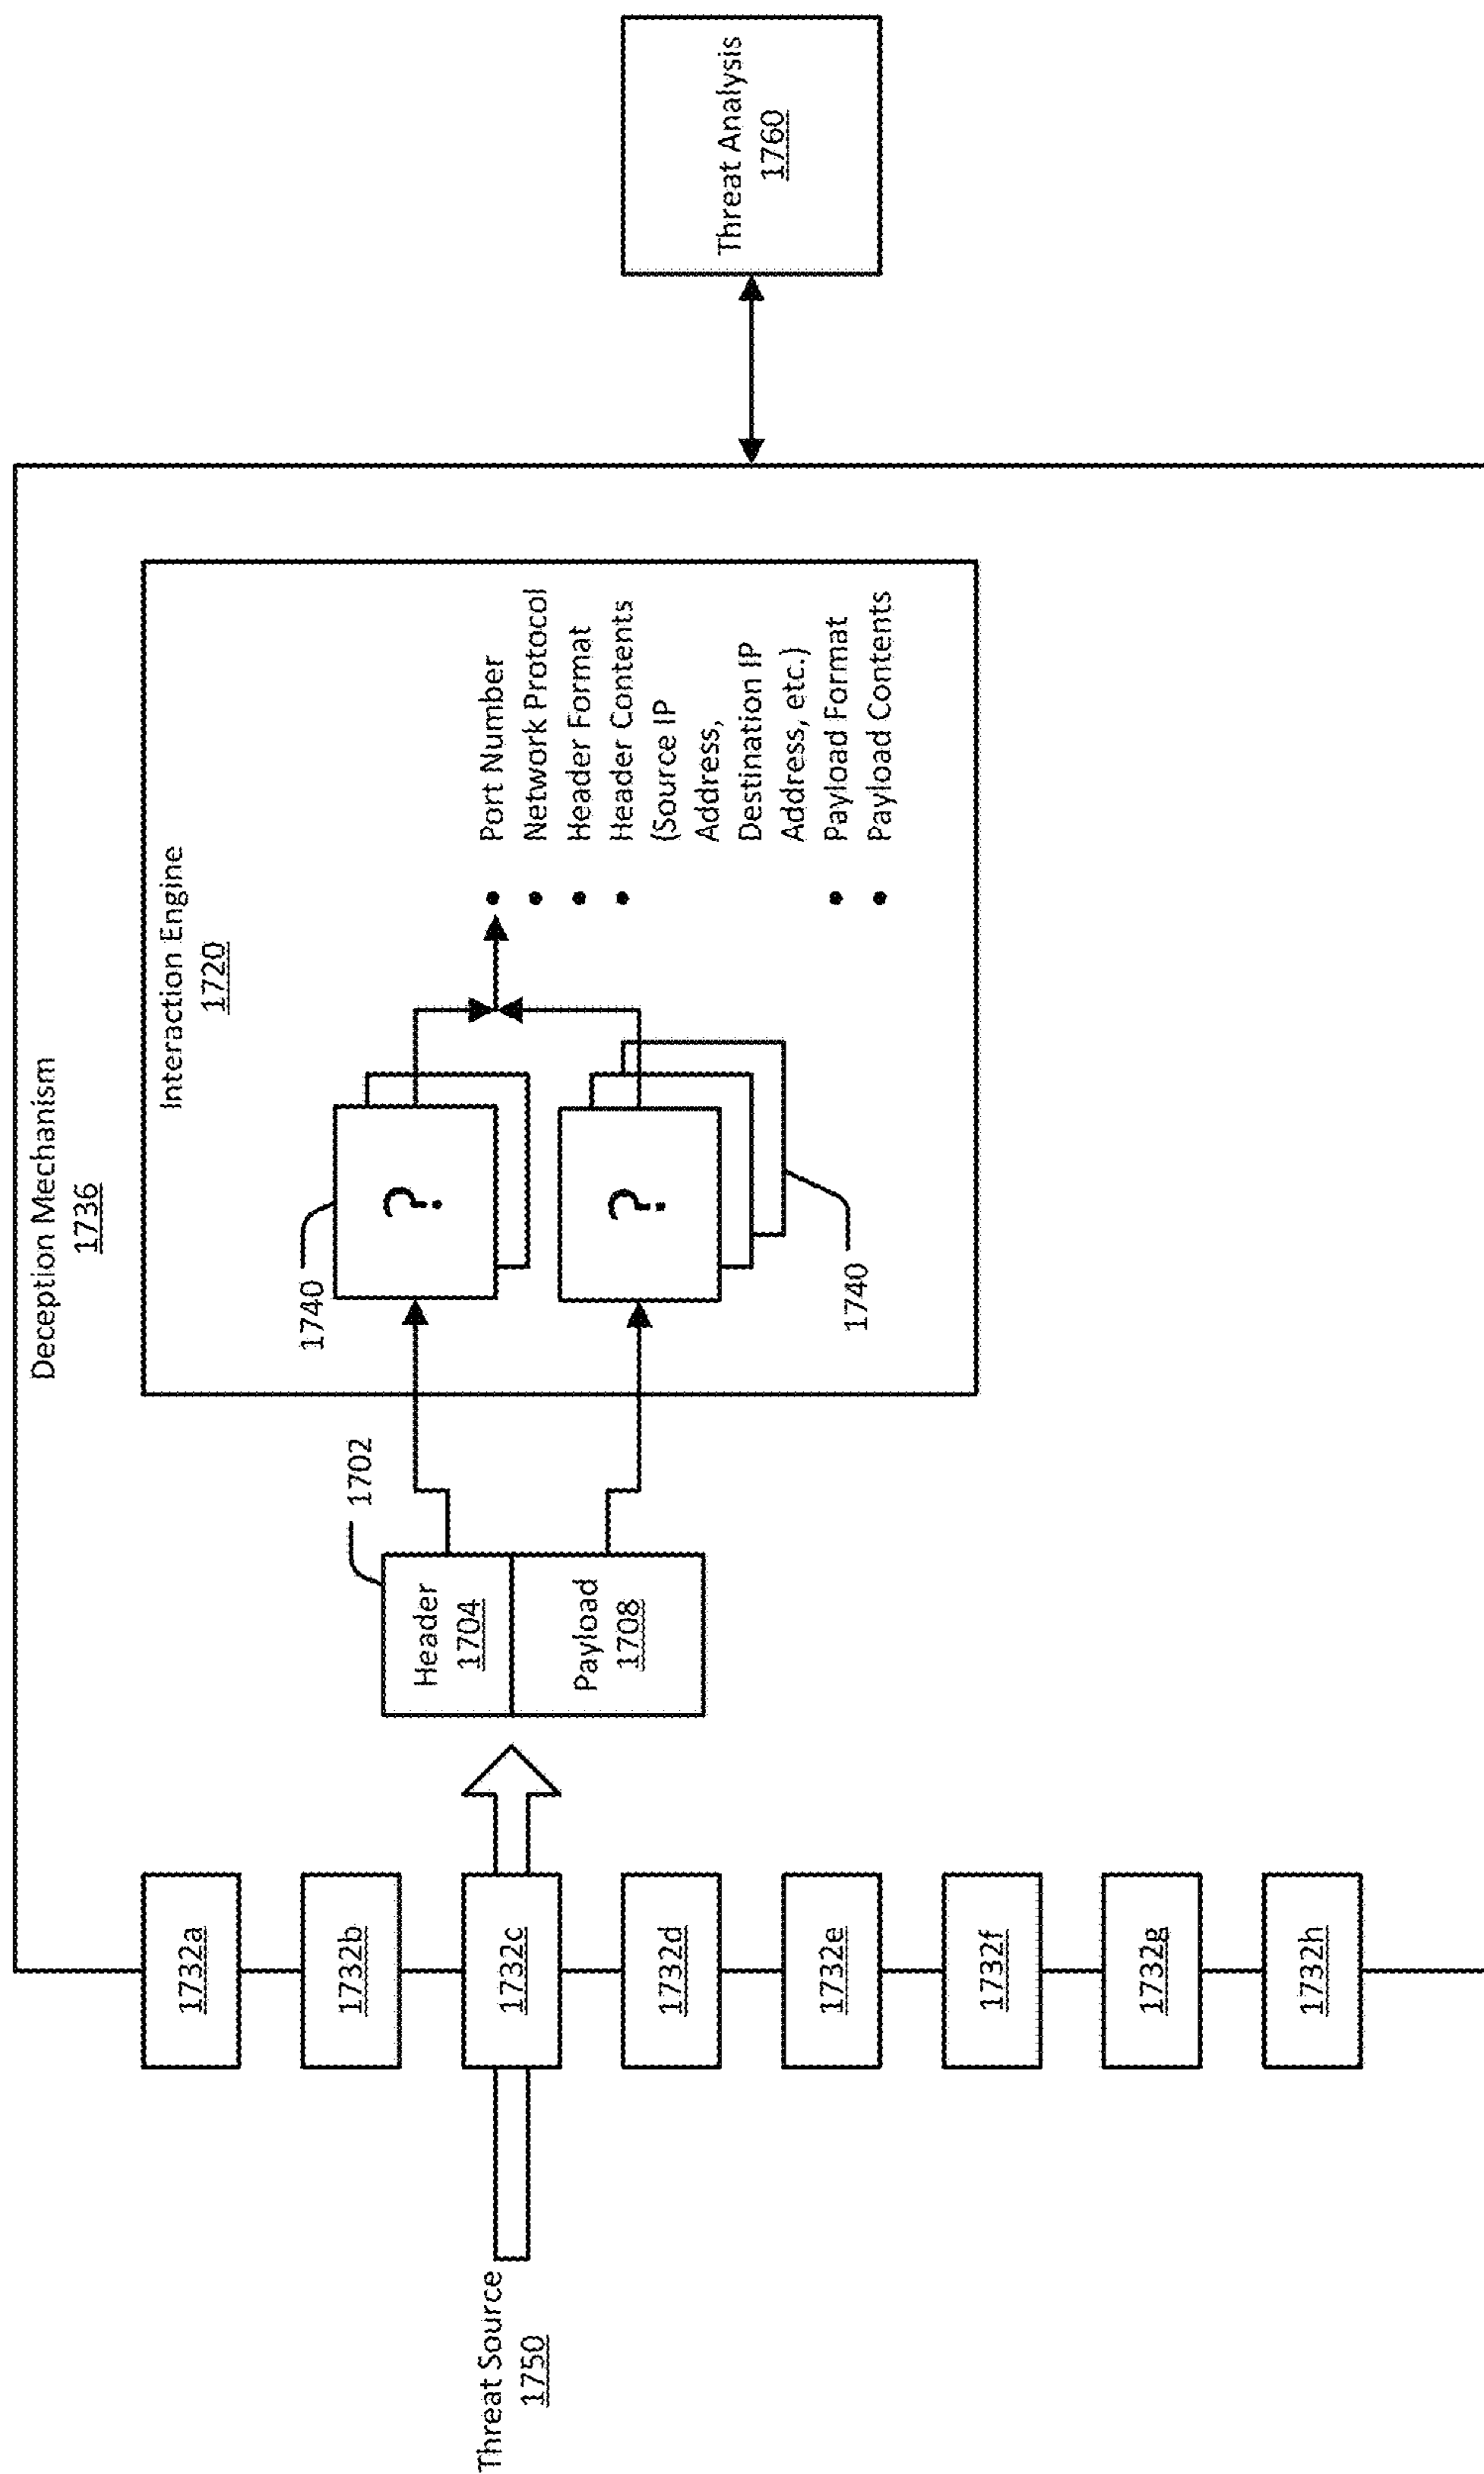 Deception Mechanism
1736
Interaction Engine
1720
Threat Source
1750
1732a
1732b
1732c
1732d
1732e
1732f
1732g
1732h
1702
Header
1704
Payload
1708
1740
?
?
1740
• Port Number
• Network Protocol
• Header Format
• Header Contents
(Source IP
Address,
Destination IP
Address, etc.)
• Payload Format
• Payload Contents
Threat Analysis
1760